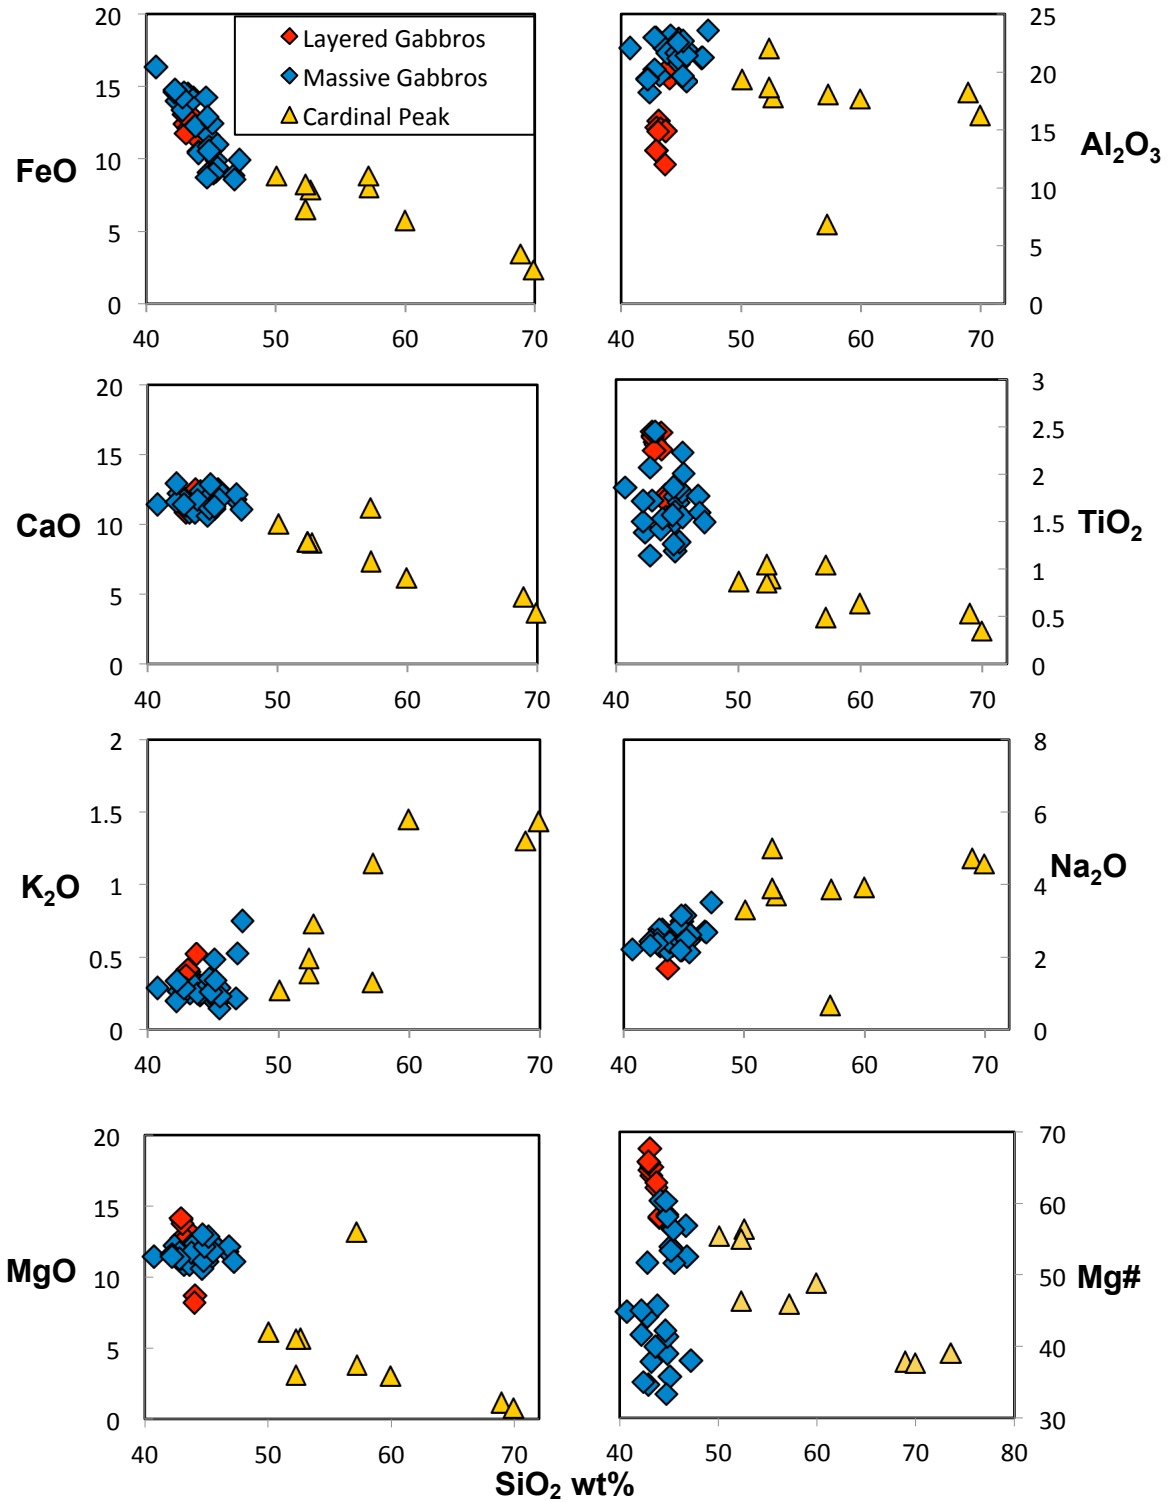 20
15
10
5
0
FeO
Layered Gabbros
Massive Gabbros
Cardinal Peak
40 50 60 70
25
20
15
10
5
0
Al₂O₃
40 50 60 70
20
15
10
5
0
CaO
40 50 60 70
3
2.5
2
1.5
1
0.5
0
TiO₂
40 50 60 70
2
1.5
1
0.5
0
K₂O
40 50 60 70
8
6
4
2
0
Na₂O
40 50 60 70
20
15
10
5
0
MgO
40 50 60 70
70
60
50
40
30
Mg#
40 50 60 70 80
SiO₂ wt%